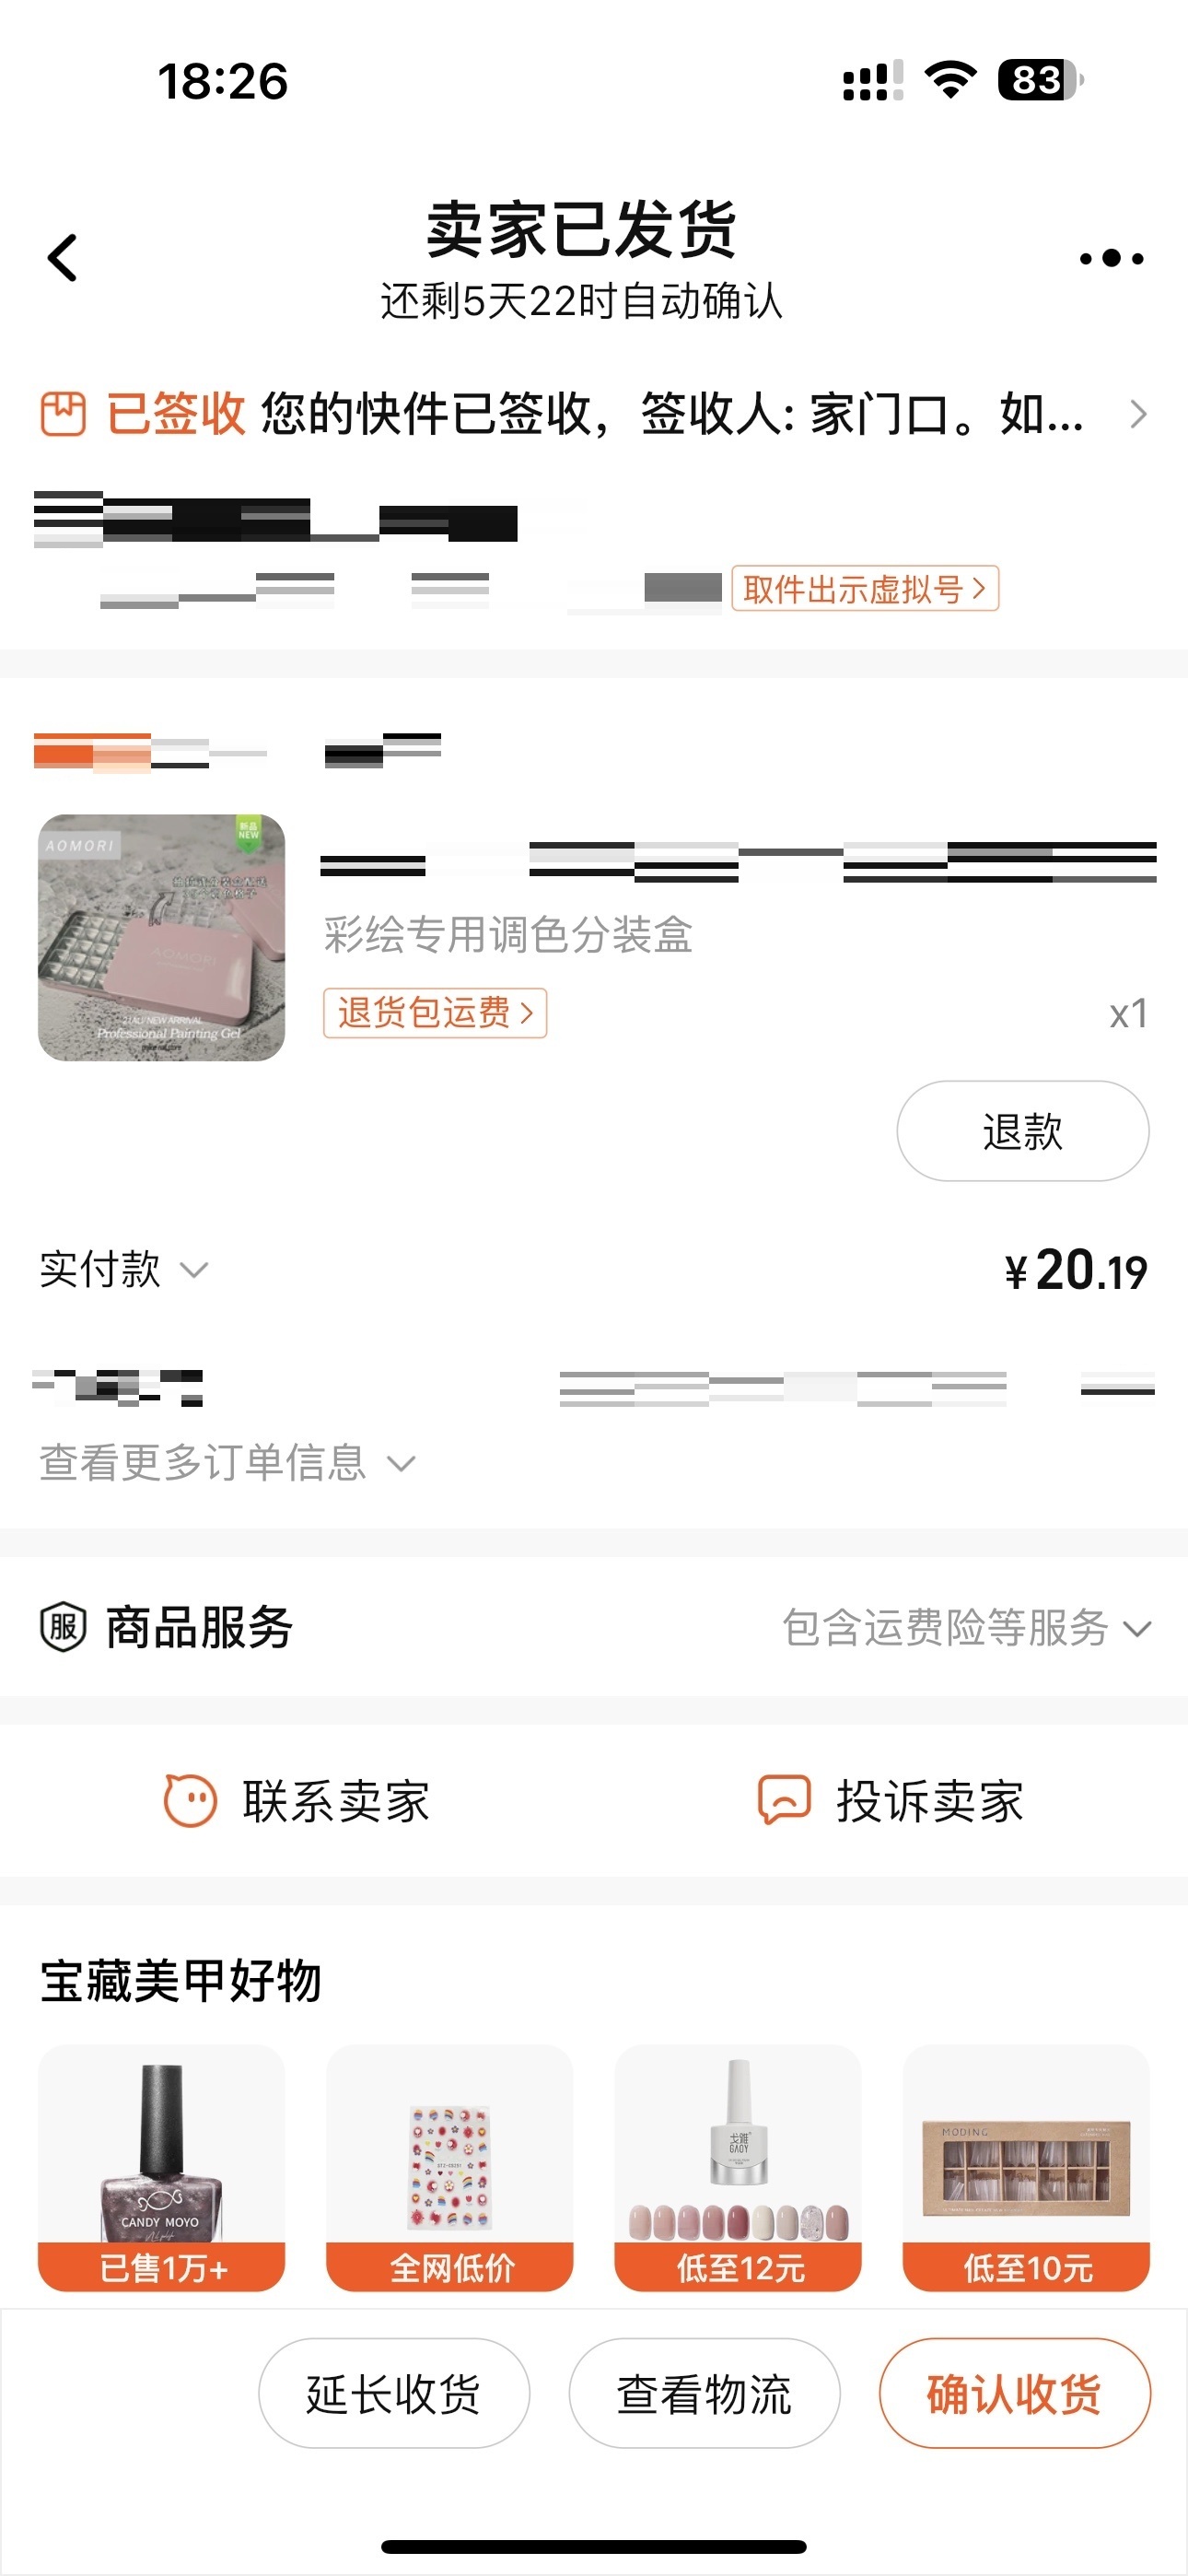 18:26
83
卖家已发货
还剩5天22时自动确认
已签收 您的快件已签收，签收人: 家门口。如...
取件出示虚拟号 >
新品
NEW
AOMORI
AOMORI
彩绘专用调色分装盒
退货包运费 >
x1
NEW ARRIVAL
Professional Painting Gel
退款
实付款
¥20.19
查看更多订单信息
服 商品服务
包含运费险等服务
联系卖家
投诉卖家
宝藏美甲好物
CANDY MOYO
戈雅
GAOY
MODING
已售1万+
全网低价
低至12元
低至10元
延长收货
查看物流
确认收货